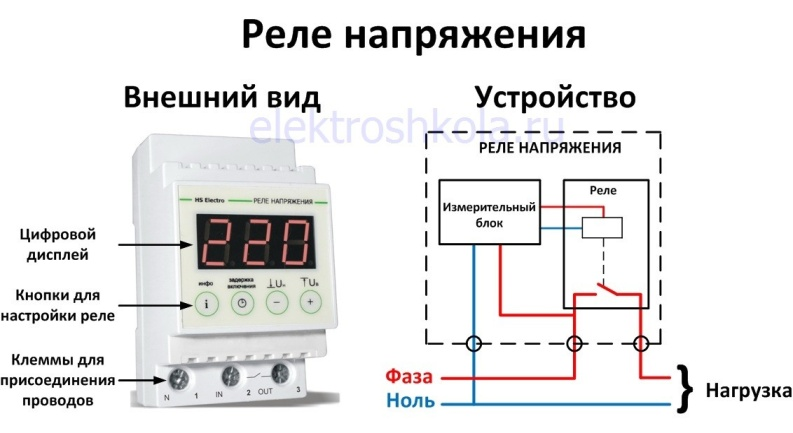 Реле напряжения
Внешний вид
Устройство
elektroshkola.ru
HS Electro РЕЛЕ НАПРЯЖЕНИЯ
220
инфо
задержка
включения
⊥Uн
⊤Uв
i
−
+
N 1 IN 2 OUT 3
Цифровой
дисплей
Кнопки для
настройки реле
Клеммы для
присоединения
проводов
РЕЛЕ НАПРЯЖЕНИЯ
Измерительный
блок
Реле
Фаза
Ноль
Нагрузка